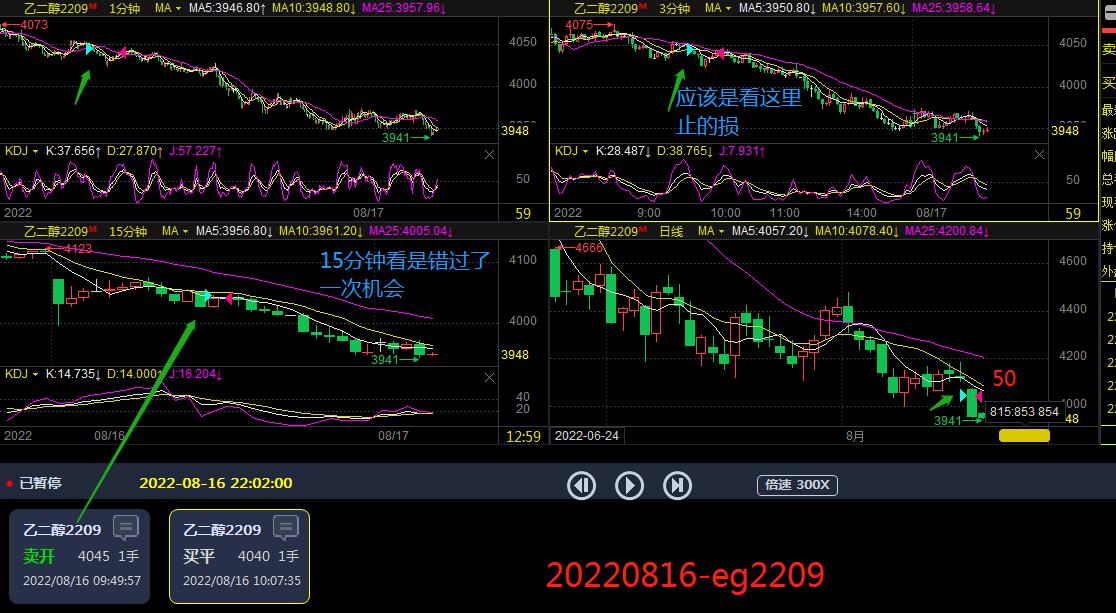 乙二醇2209M 1分钟 MA MA5:3946.80↑ MA10:3948.80↓ MA25:3957.96↓
4073
4050
4000
3948
3941
KDJ K:37.656↑ D:27.870↑ J:57.227↑
50
2022 08/17 59
乙二醇2209M 3分钟 MA MA5:3950.80↓ MA10:3957.60↓ MA25:3958.64↓
4075
4050
4000
3948
应该是看这里
止的损
3941
KDJ K:28.487↓ D:38.765↓ J:7.931↑
50
2022 9:00 10:00 11:00 14:00 08/17 59
卖
买
最
涨
幅
总
现
涨
持
外
乙二醇2209M 15分钟 MA MA5:3956.80↓ MA10:3961.20↓ MA25:4005.04↓
4123
4100
15分钟看是错过了
一次机会
4000
3948
3941
KDJ K:14.735↓ D:14.000↑ J:16.204↓
40
20
2022 08/16 08/17 12:59
乙二醇2209M 日线 MA MA5:4057.20↓ MA10:4078.40↓ MA25:4200.84↓
4666
4600
4400
4200
50
815:853 854
3941
2022-06-24 8月
已暂停 2022-08-16 22:02:00 倍速 300X
乙二醇2209
卖开 4045 1手
2022/08/16 09:49:57
乙二醇2209
买平 4040 1手
2022/08/16 10:07:35
20220816-eg2209